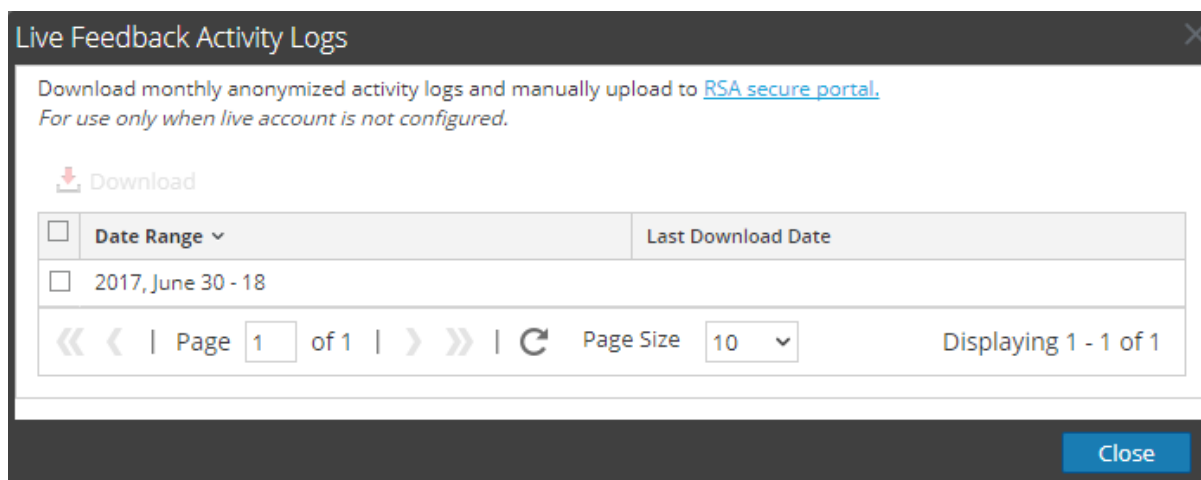 Live Feedback Activity Logs
Download monthly anonymized activity logs and manually upload to RSA secure portal.
For use only when live account is not configured.
Download
Date Range Last Download Date
2017, June 30 - 18
| Page 1 of 1 | | Page Size 10 Displaying 1 - 1 of 1
Close